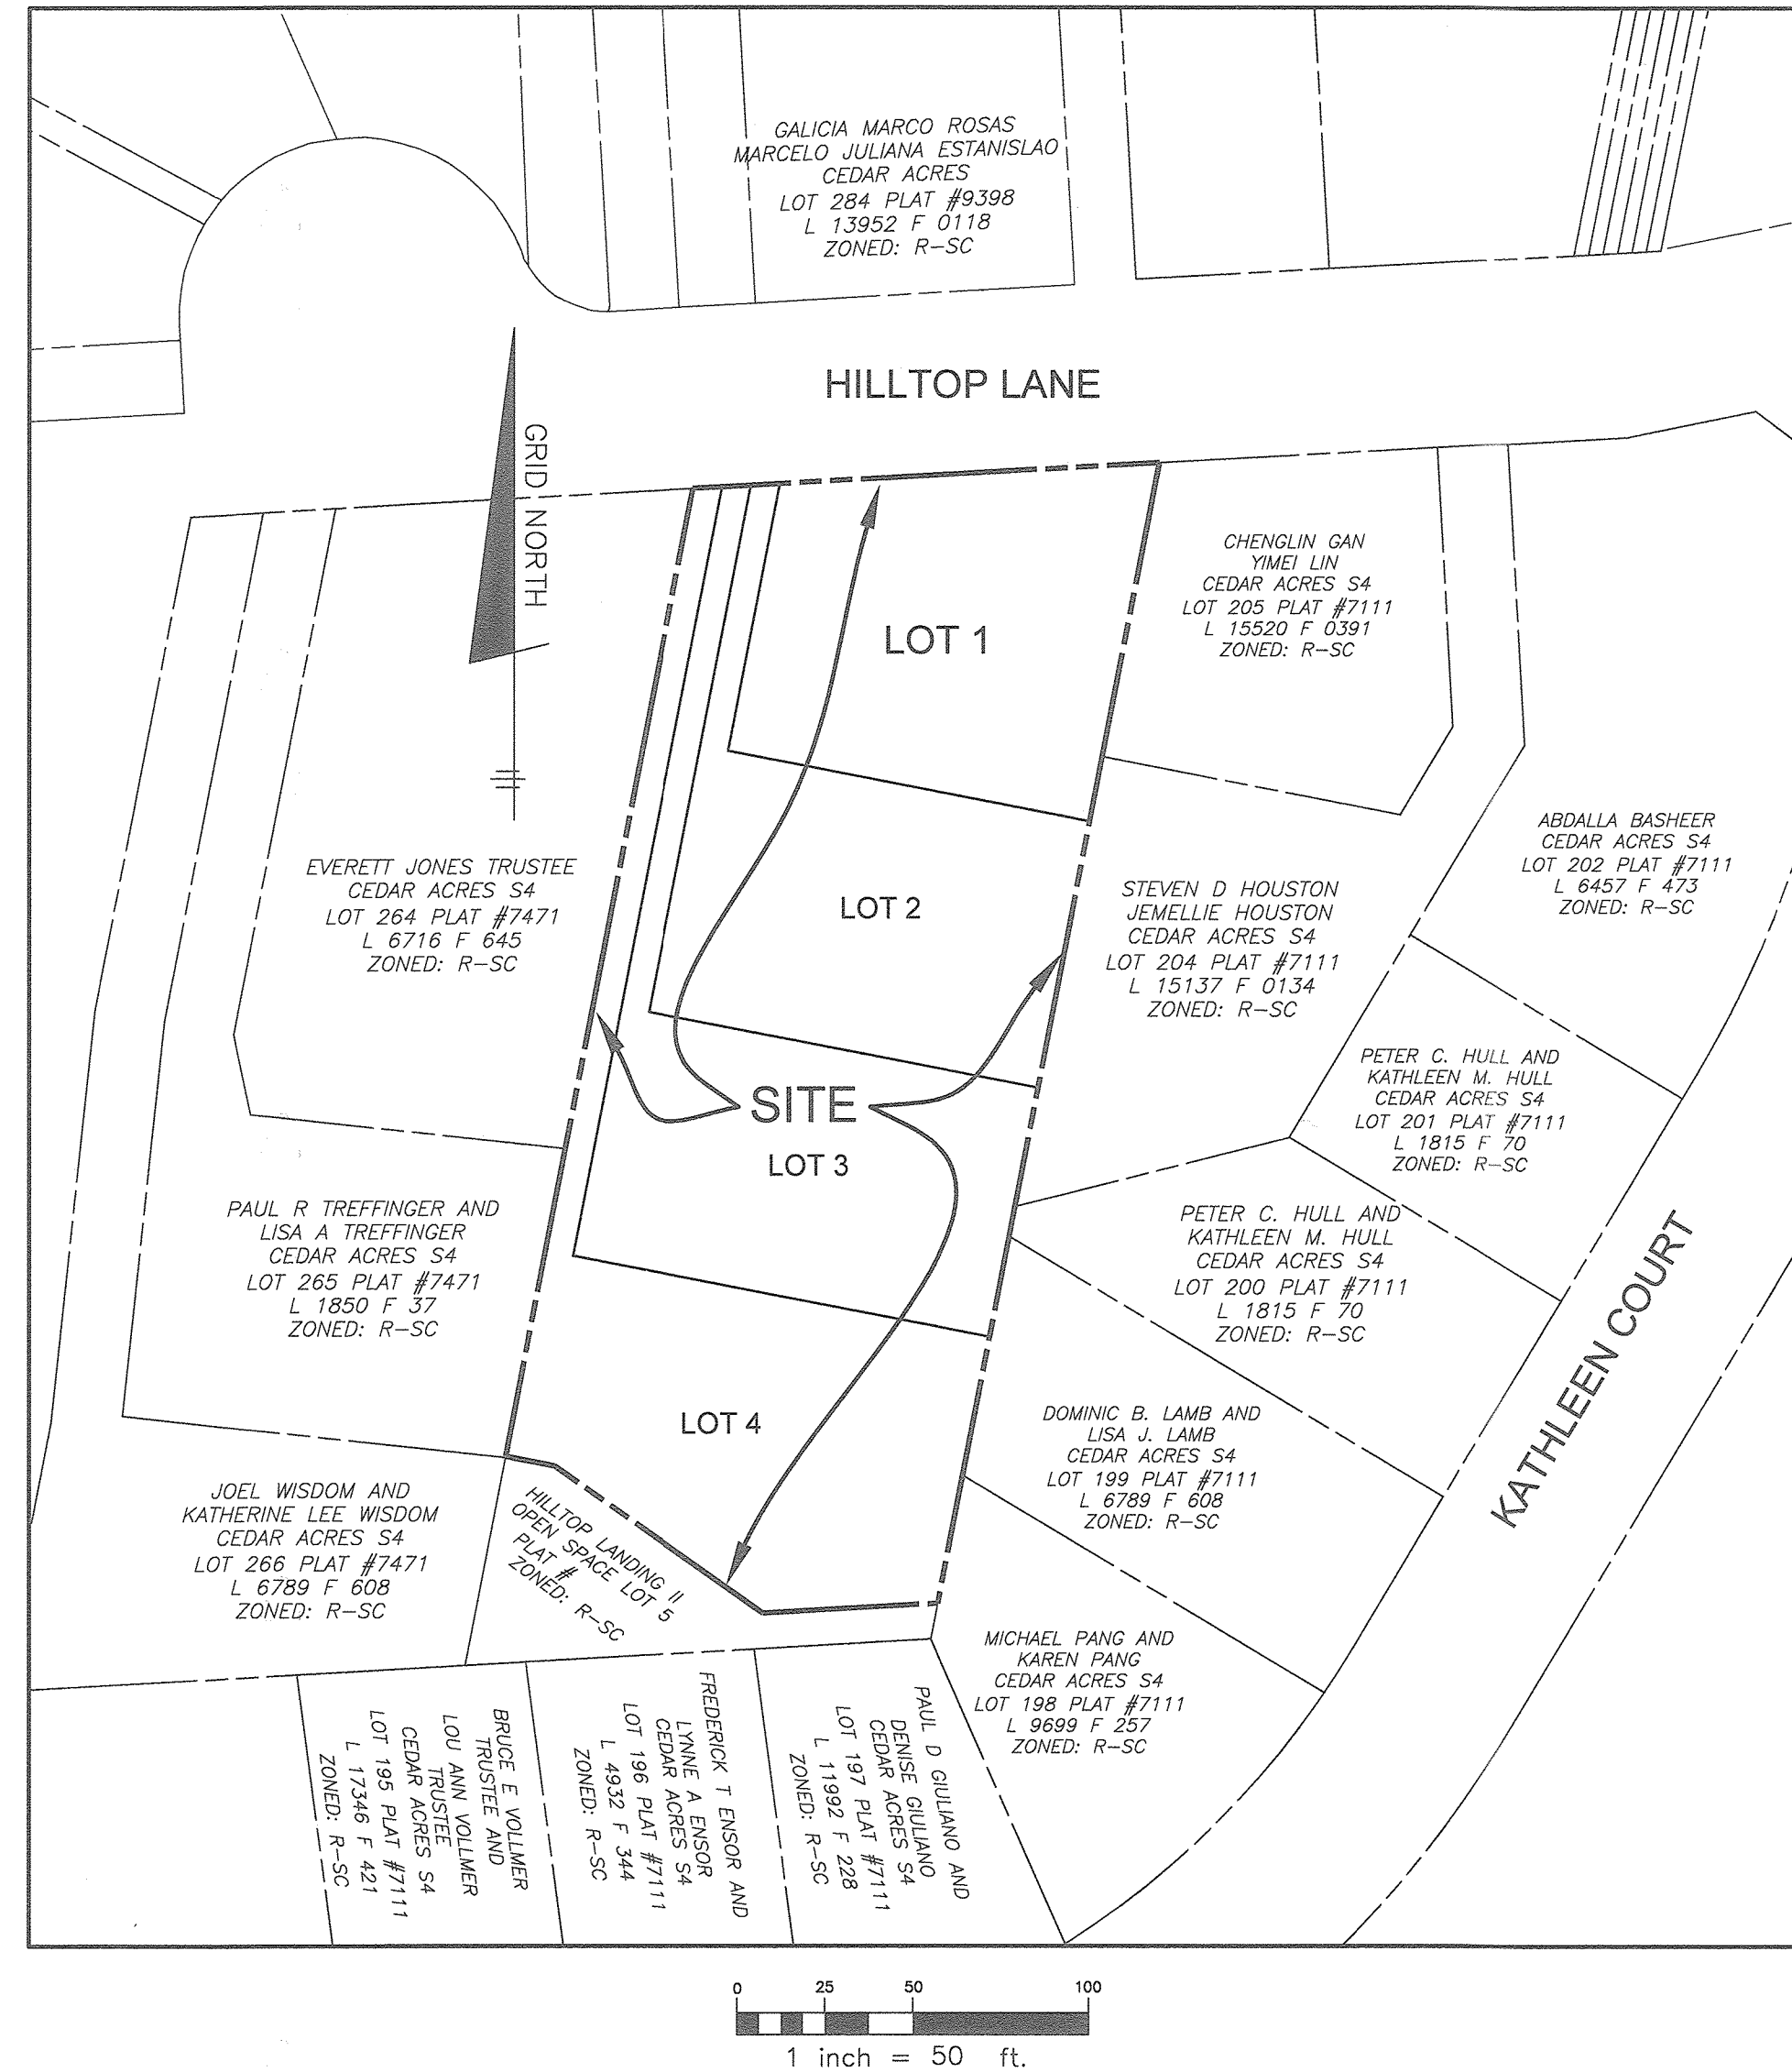 GALICIA MARCO ROSAS
MARCELO JULIANA ESTANISLAO
CEDAR ACRES
LOT 284 PLAT #9398
L 13952 F 0118
ZONED: R-SC
HILLTOP LANE
GRID NORTH
LOT 1
CHENGLIN GAN
YIMEI LIN
CEDAR ACRES S4
LOT 205 PLAT #7111
L 15520 F 0391
ZONED: R-SC
EVERETT JONES TRUSTEE
CEDAR ACRES S4
LOT 264 PLAT #7471
L 6716 F 645
ZONED: R-SC
LOT 2
STEVEN D HOUSTON
JEMELLIE HOUSTON
CEDAR ACRES S4
LOT 204 PLAT #7111
L 15137 F 0134
ZONED: R-SC
ABDALLA BASHEER
CEDAR ACRES S4
LOT 202 PLAT #7111
L 6457 F 473
ZONED: R-SC
SITE
LOT 3
PETER C. HULL AND
KATHLEEN M. HULL
CEDAR ACRES S4
LOT 201 PLAT #7111
L 1815 F 70
ZONED: R-SC
PAUL R TREFFINGER AND
LISA A TREFFINGER
CEDAR ACRES S4
LOT 265 PLAT #7471
L 1850 F 37
ZONED: R-SC
PETER C. HULL AND
KATHLEEN M. HULL
CEDAR ACRES S4
LOT 200 PLAT #7111
L 1815 F 70
ZONED: R-SC
KATHLEEN COURT
LOT 4
DOMINIC B. LAMB AND
LISA J. LAMB
CEDAR ACRES S4
LOT 199 PLAT #7111
L 6789 F 608
ZONED: R-SC
JOEL WISDOM AND
KATHERINE LEE WISDOM
CEDAR ACRES S4
LOT 266 PLAT #7471
L 6789 F 608
ZONED: R-SC
HILLTOP LANDING II
OPEN SPACE LOT 5
PLAT #
ZONED: R-SC
MICHAEL PANG AND
KAREN PANG
CEDAR ACRES S4
LOT 198 PLAT #7111
L 9699 F 257
ZONED: R-SC
BRUCE E VOLLMER
TRUSTEE AND
LOU ANN VOLLMER
TRUSTEE
CEDAR ACRES S4
LOT 195 PLAT #7111
L 17346 F 421
ZONED: R-SC
FREDERICK T ENSOR AND
LYNNE A ENSOR
CEDAR ACRES S4
LOT 196 PLAT #7111
L 4932 F 344
ZONED: R-SC
PAUL D GIULIANO AND
DENISE GIULIANO
CEDAR ACRES S4
LOT 197 PLAT #7111
L 11992 F 228
ZONED: R-SC
0 25 50 100
1 inch = 50 ft.